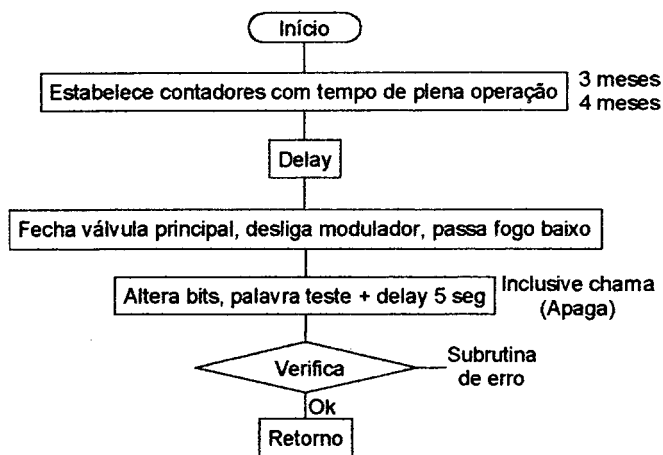 Início
Estabelece contadores com tempo de plena operação
3 meses
4 meses
Delay
Fecha válvula principal, desliga modulador, passa fogo baixo
Altera bits, palavra teste + delay 5 seg
Inclusive chama
(Apaga)
Verifica
Subrutina
de erro
Ok
Retorno